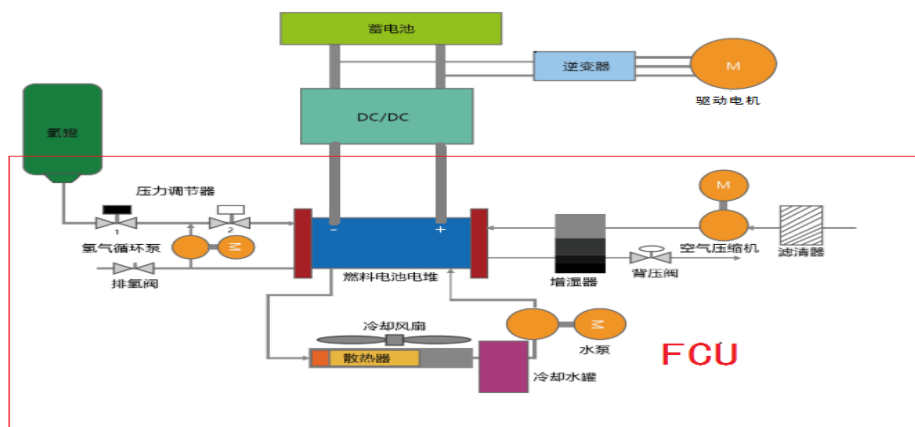 蓄电池
逆变器
M
驱动电机
DC/DC
氢罐
压力调节器
M
1
2
-
+
氢气循环泵
M
空气压缩机
滤清器
排氢阀
燃料电池电堆
增湿器
背压阀
冷却风扇
M
散热器
水泵
冷却水罐
FCU